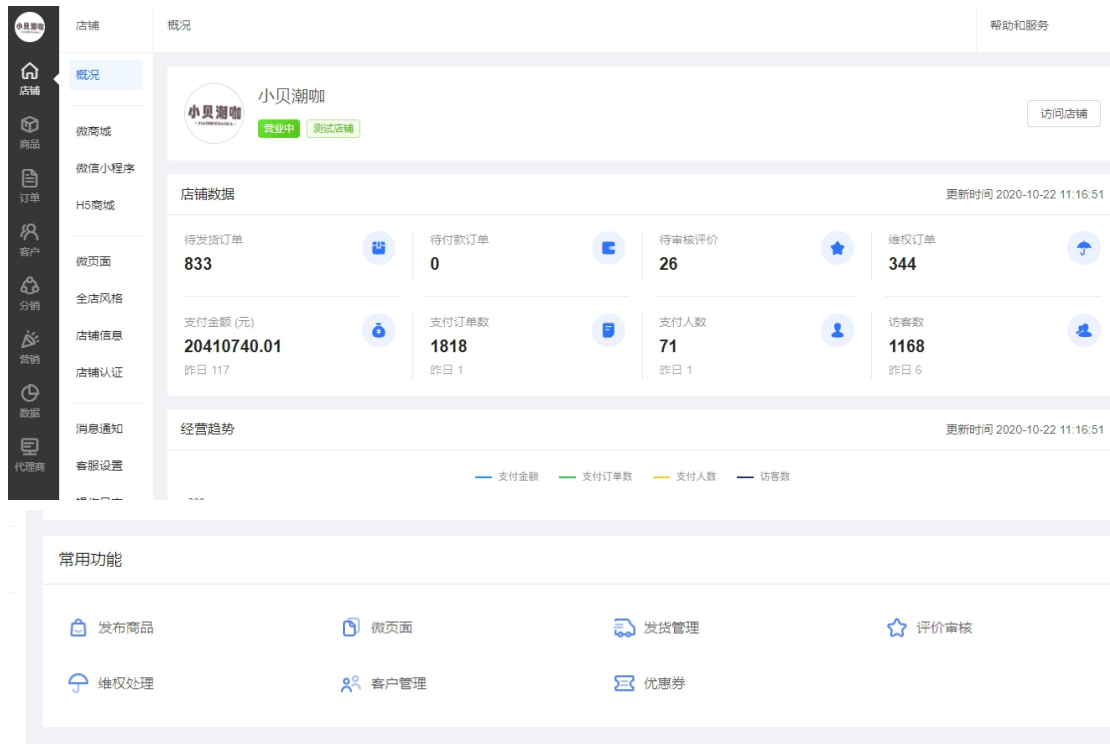 小贝潮咖
店铺
概况
帮助和服务
店铺
商品
订单
客户
分销
营销
数据
代理商
概况
微商城
微信小程序
H5商城
微页面
全店风格
店铺信息
店铺认证
消息通知
客服设置
小贝潮咖
小贝潮咖
营业中 测试店铺
访问店铺
店铺数据
更新时间 2020-10-22 11:16:51
待发货订单
833
待付款订单
0
待审核评价
26
维权订单
344
支付金额 (元)
20410740.01
昨日 117
支付订单数
1818
昨日 1
支付人数
71
昨日 1
访客数
1168
昨日 6
经营趋势
更新时间 2020-10-22 11:16:51
支付金额 支付订单数 支付人数 访客数
常用功能
发布商品 微页面 发货管理 评价审核
维权处理 客户管理 优惠券